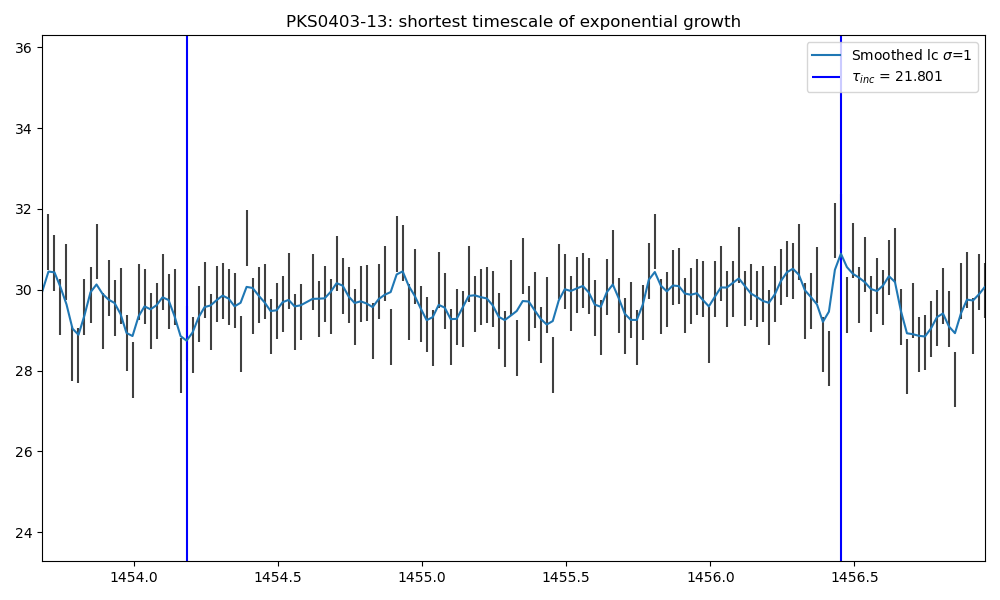 PKS0403-13: shortest timescale of exponential growth
Smoothed lc σ=1
τinc = 21.801
36
34
32
30
28
26
24
1454.0 1454.5 1455.0 1455.5 1456.0 1456.5